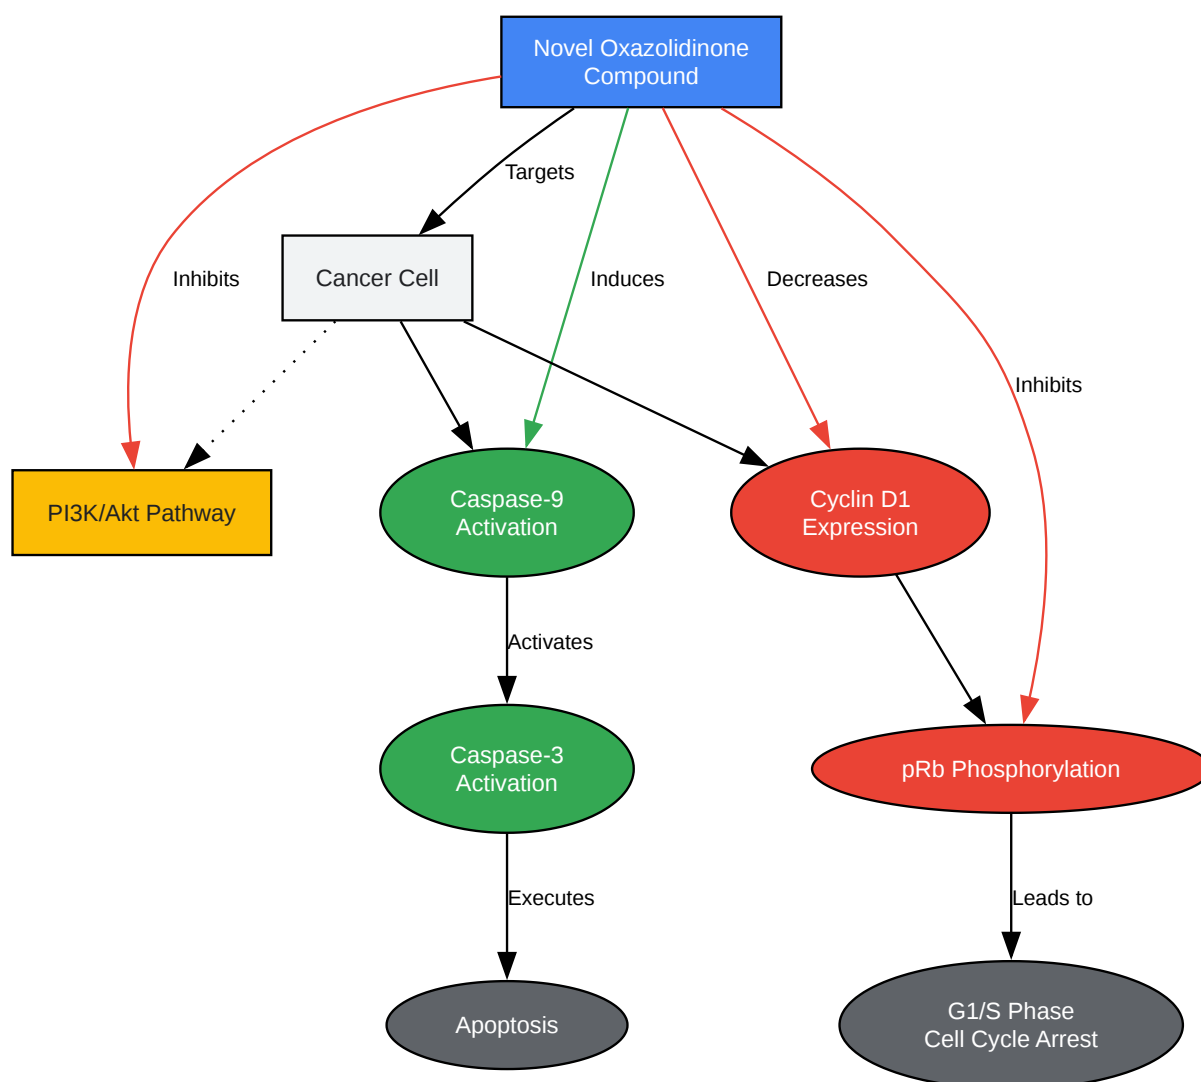 Novel Oxazolidinone
Compound
Targets
Cancer Cell
Inhibits
Induces
Decreases
Inhibits
PI3K/Akt Pathway
Caspase-9
Activation
Cyclin D1
Expression
Activates
Caspase-3
Activation
pRb Phosphorylation
Executes
Leads to
Apoptosis
G1/S Phase
Cell Cycle Arrest